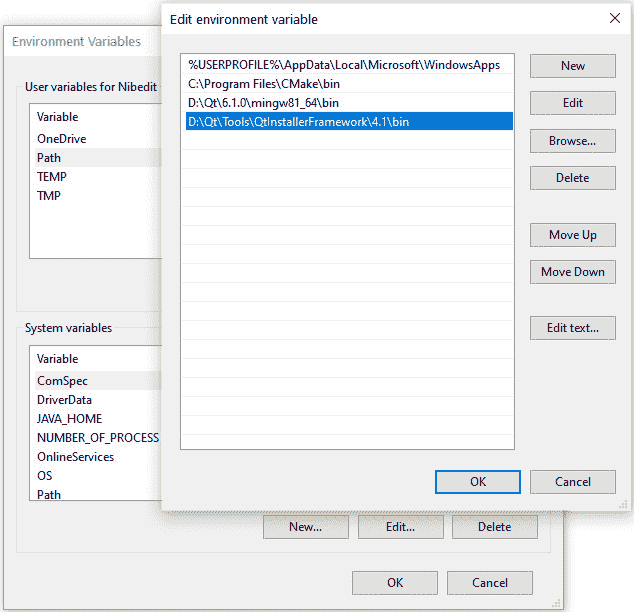 Edit environment variable
%USERPROFILE%\AppData\Local\Microsoft\WindowsApps
C:\Program Files\CMake\bin
D:\Qt\6.1.0\mingw81_64\bin
D:\Qt\Tools\QtInstallerFramework\4.1\bin
New
Edit
Browse...
Delete
Move Up
Move Down
Edit text...
OK
Cancel
Environment Variables
User variables for Nibedit
Variable
OneDrive
Path
TEMP
TMP
System variables
Variable
ComSpec
DriverData
JAVA_HOME
NUMBER_OF_PROCESS
OnlineServices
OS
Path
New...
Edit...
Delete
OK
Cancel